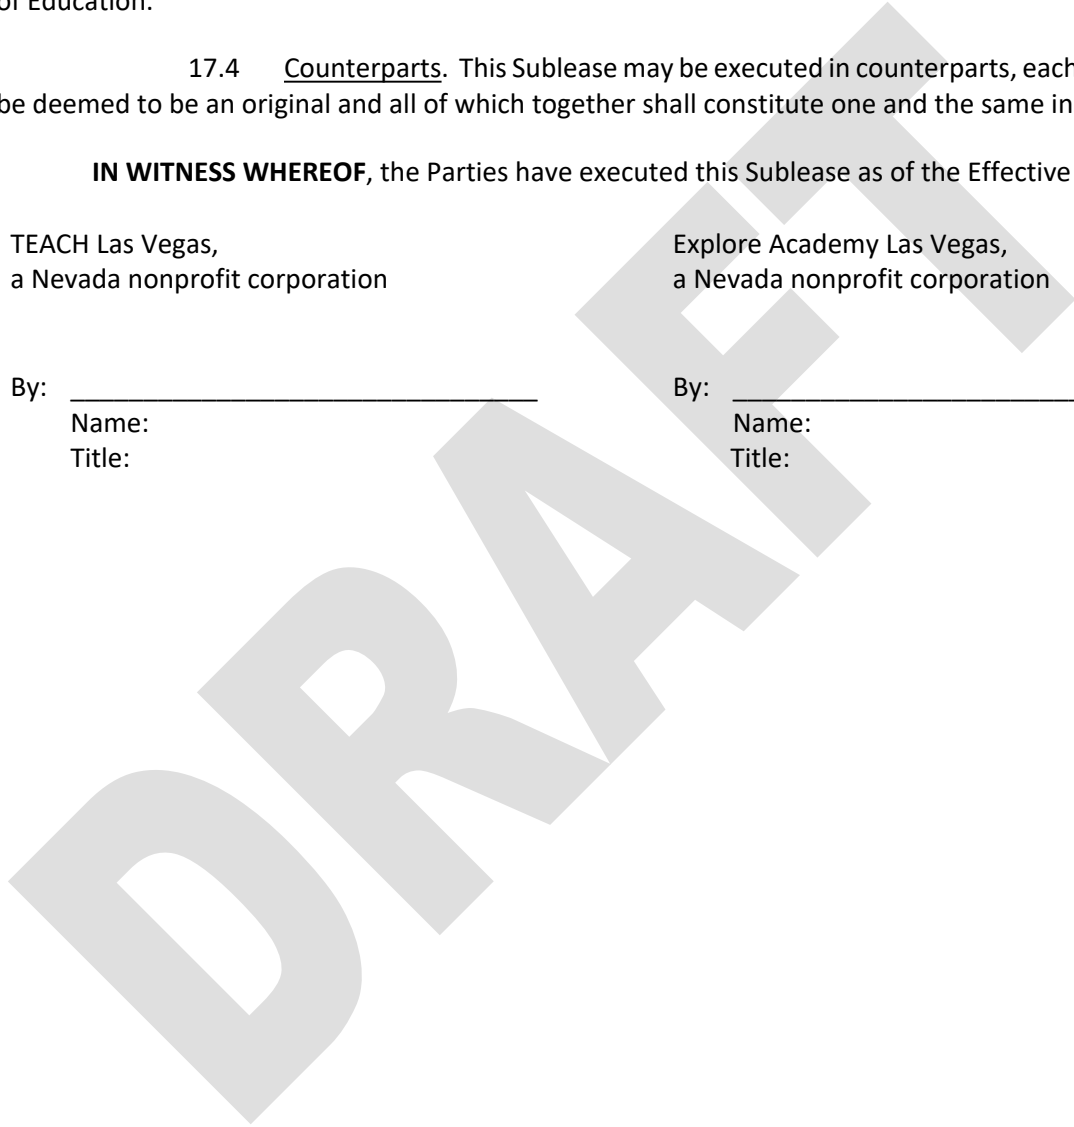 of Education.
17.4 Counterparts. This Sublease may be executed in counterparts, each
be deemed to be an original and all of which together shall constitute one and the same in
IN WITNESS WHEREOF, the Parties have executed this Sublease as of the Effective
TEACH Las Vegas,
a Nevada nonprofit corporation
By: __________________________________
Name:
Title:
Explore Academy Las Vegas,
a Nevada nonprofit corporation
By: _________________________
Name:
Title:
DRAFT